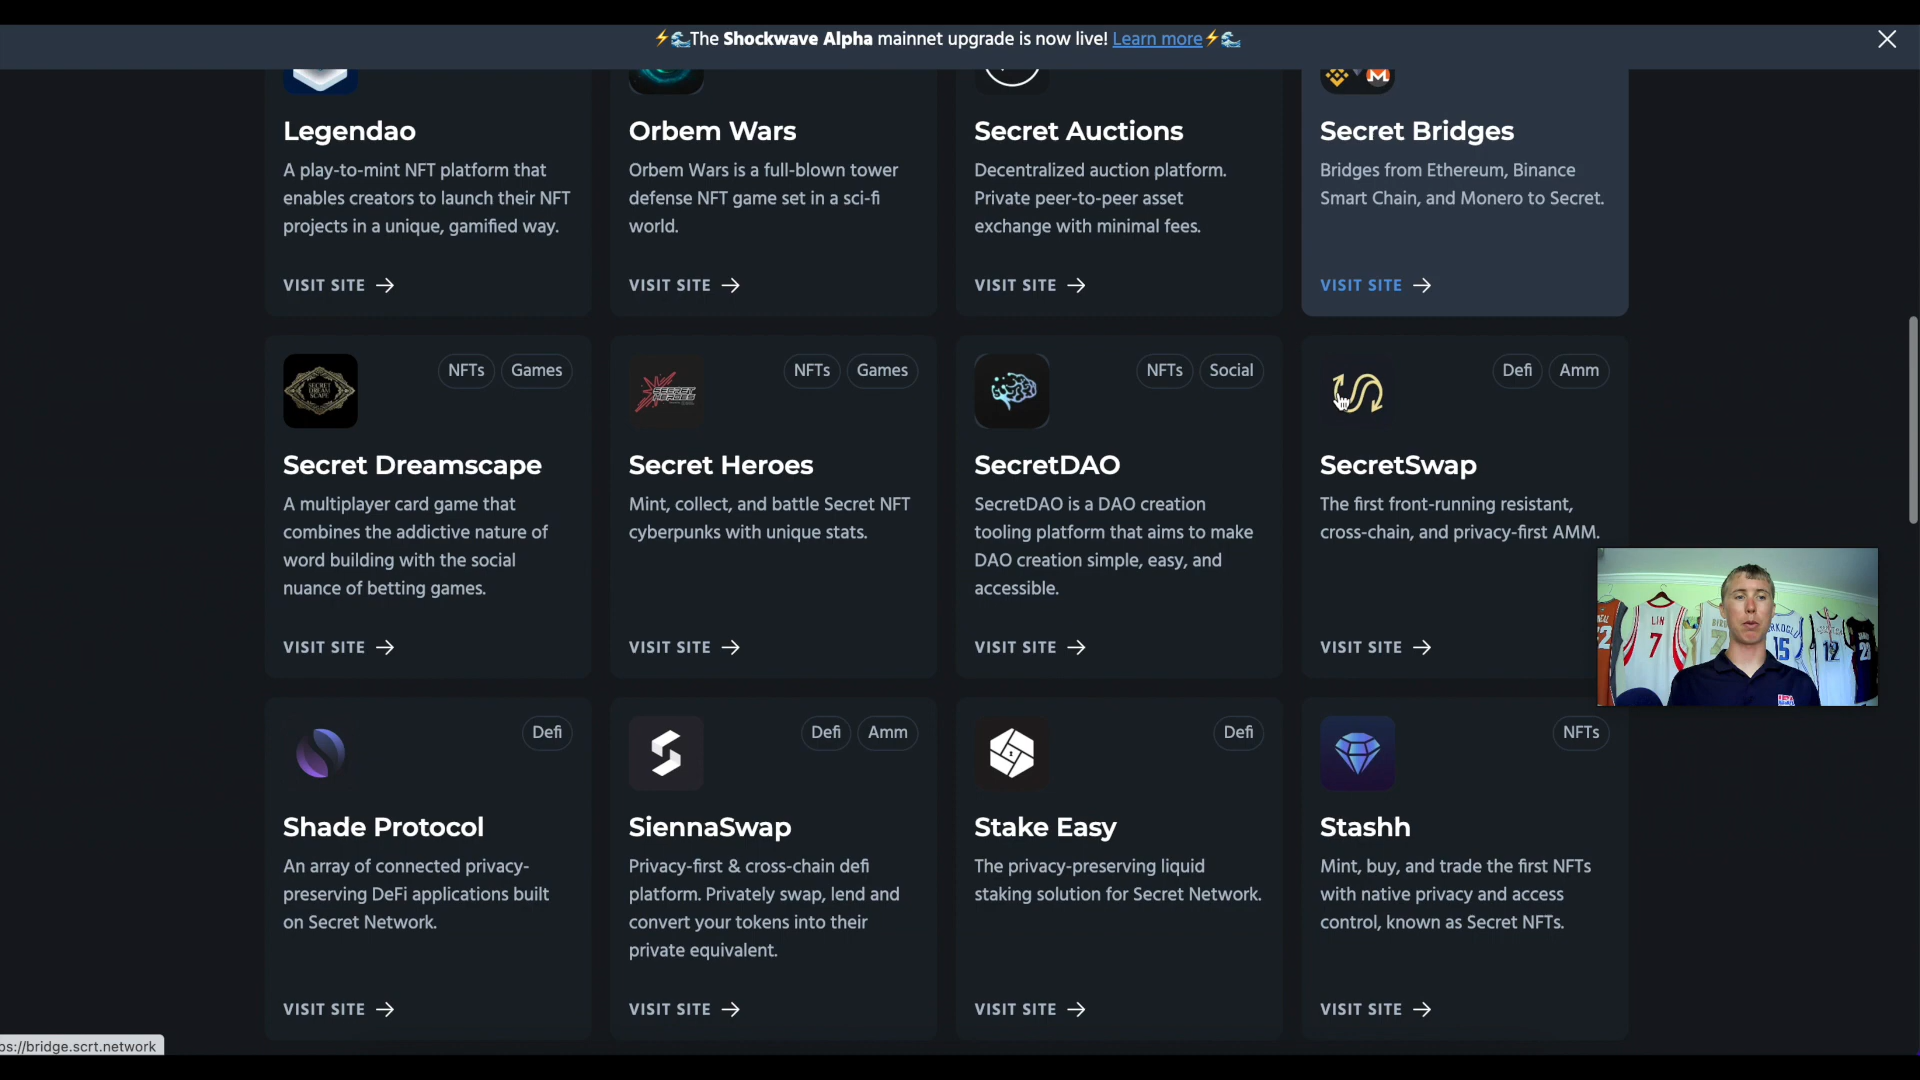 ⚡🌊The Shockwave Alpha mainnet upgrade is now live! Learn more⚡🌊
Legendao
A play-to-mint NFT platform that
enables creators to launch their NFT
projects in a unique, gamified way.
VISIT SITE →
Orbem Wars
Orbem Wars is a full-blown tower
defense NFT game set in a sci-fi
world.
VISIT SITE →
Secret Auctions
Decentralized auction platform.
Private peer-to-peer asset
exchange with minimal fees.
VISIT SITE →
Secret Bridges
Bridges from Ethereum, Binance
Smart Chain, and Monero to Secret.
VISIT SITE →
NFTs Games
Secret Dreamscape
A multiplayer card game that
combines the addictive nature of
word building with the social
nuance of betting games.
VISIT SITE →
NFTs Games
Secret Heroes
Mint, collect, and battle Secret NFT
cyberpunks with unique stats.
VISIT SITE →
NFTs Social
SecretDAO
SecretDAO is a DAO creation
tooling platform that aims to make
DAO creation simple, easy, and
accessible.
VISIT SITE →
Defi Amm
SecretSwap
The first front-running resistant,
cross-chain, and privacy-first AMM.
VISIT SITE →
LIN
7
15
12
Defi
Shade Protocol
An array of connected privacy-
preserving DeFi applications built
on Secret Network.
VISIT SITE →
Defi Amm
SiennaSwap
Privacy-first & cross-chain defi
platform. Privately swap, lend and
convert your tokens into their
private equivalent.
VISIT SITE →
Defi
Stake Easy
The privacy-preserving liquid
staking solution for Secret Network.
VISIT SITE →
NFTs
Stashh
Mint, buy, and trade the first NFTs
with native privacy and access
control, known as Secret NFTs.
VISIT SITE →
ps://bridge.scrt.network